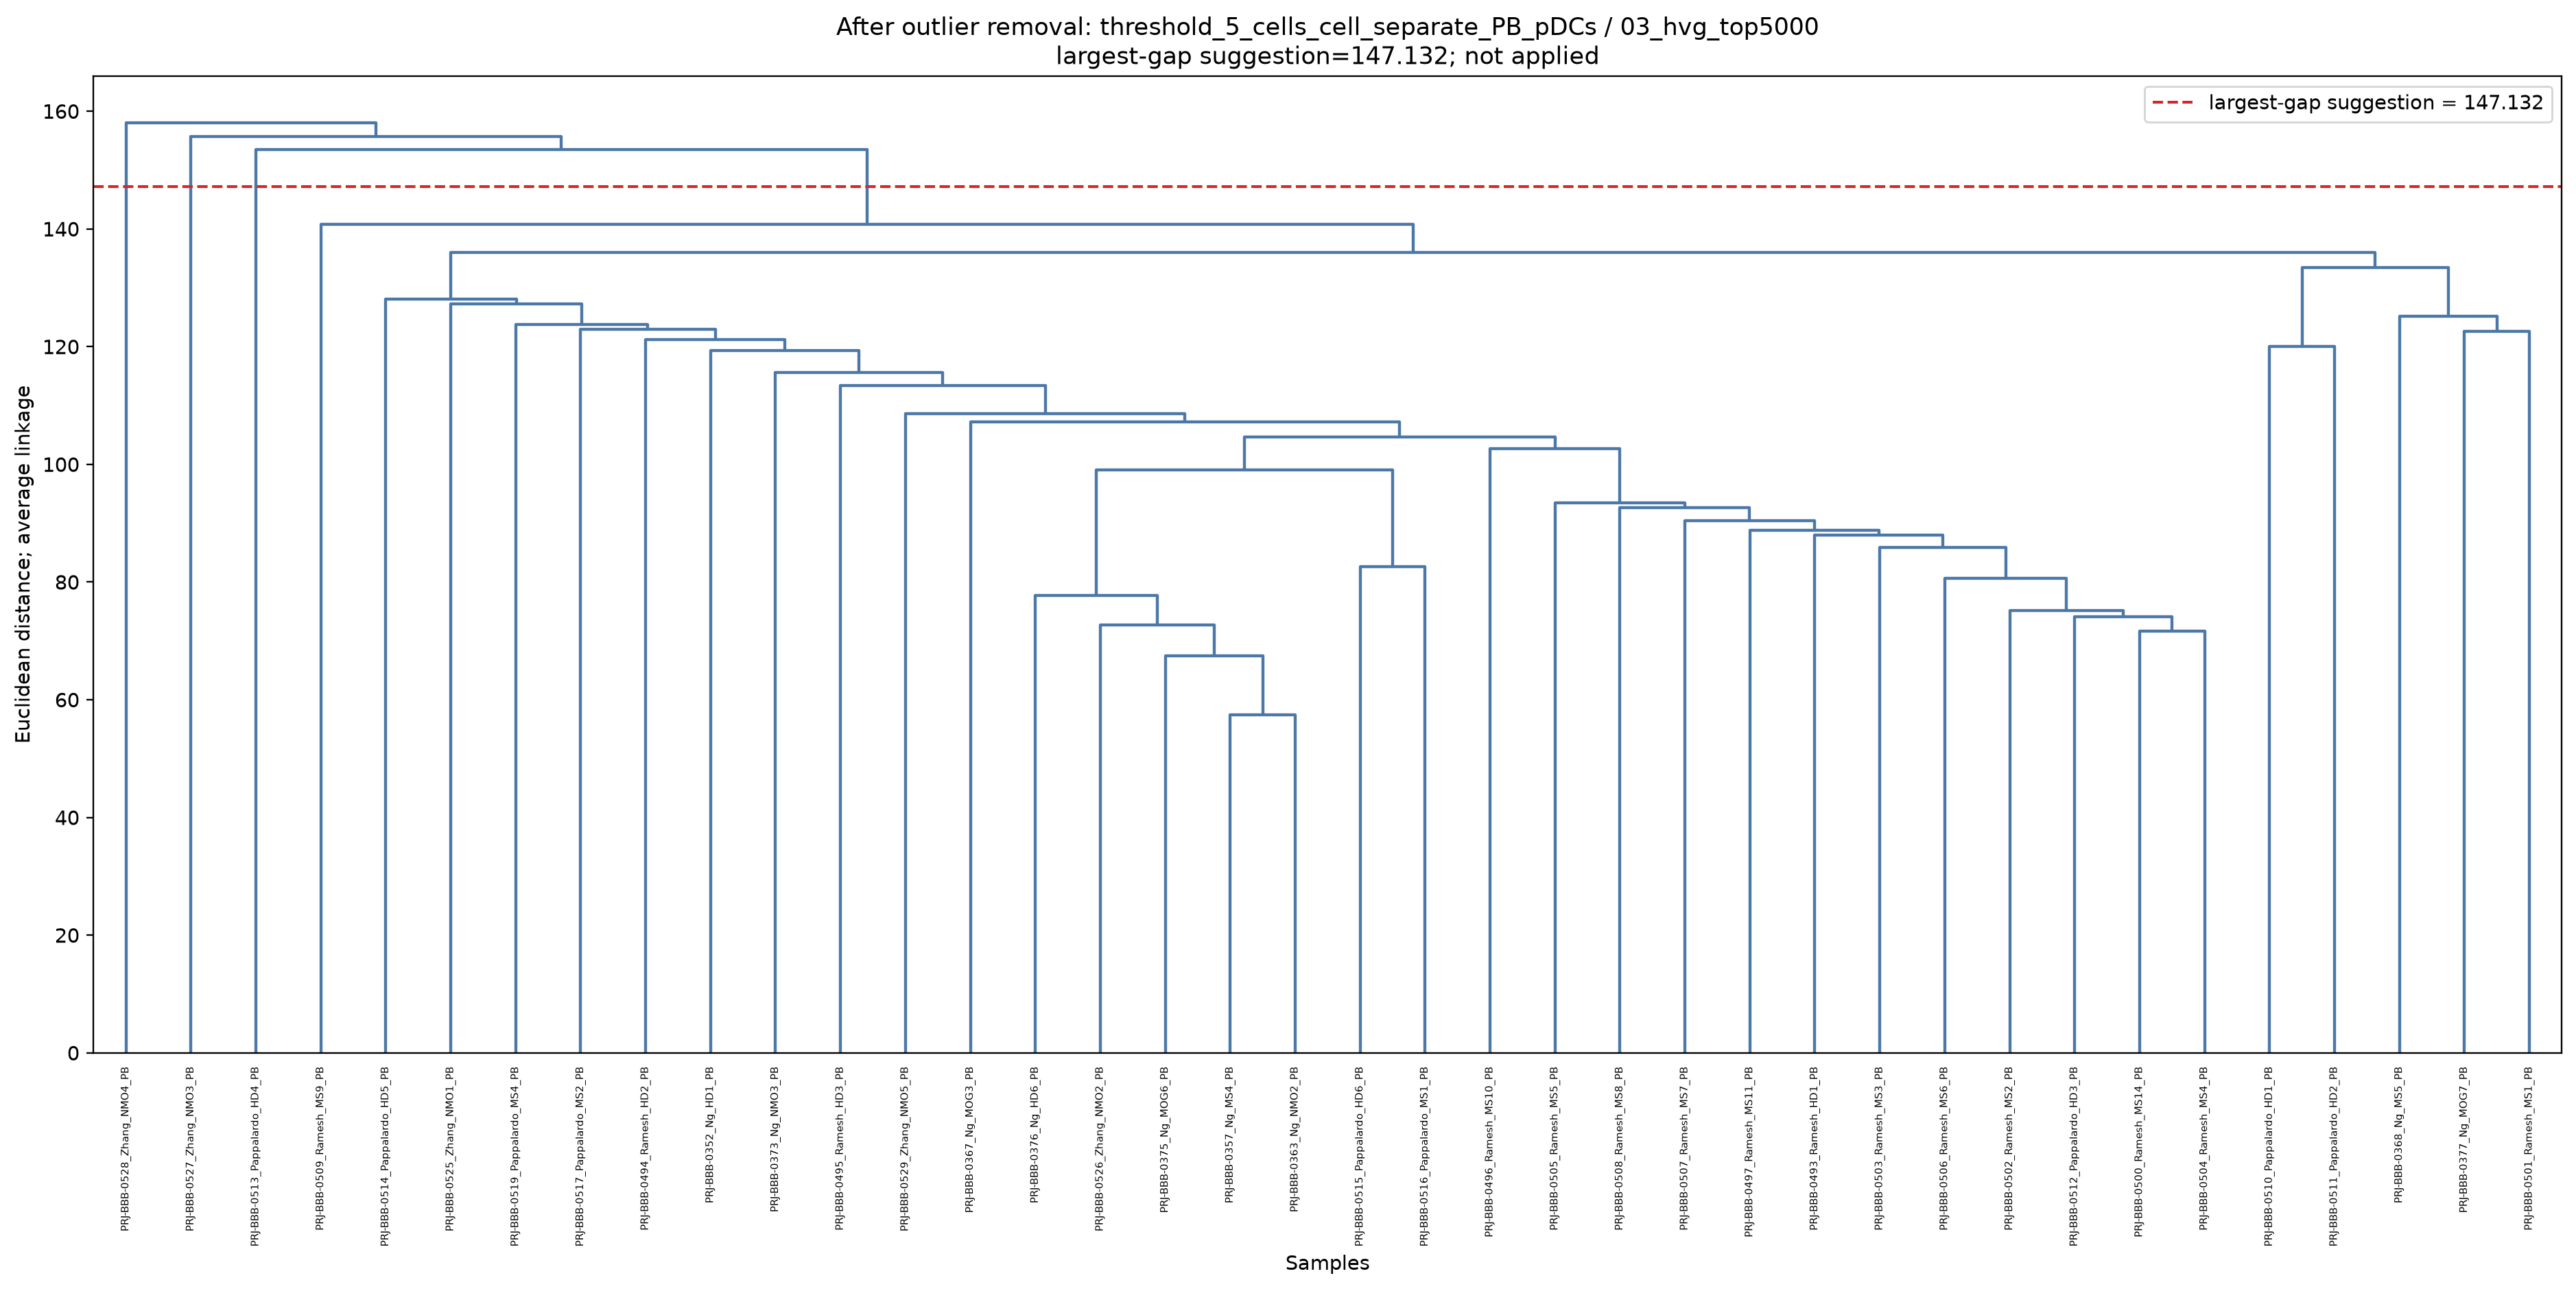 After outlier removal: threshold_5_cells_cell_separate_PB_pDCs / 03_hvg_top5000
largest-gap suggestion=147.132; not applied
largest-gap suggestion = 147.132
Euclidean distance; average linkage
160
140
120
100
80
60
40
20
0
PRJ-BBB-0528_Zhang_NMO4_PB
PRJ-BBB-0527_Zhang_NMO3_PB
PRJ-BBB-0513_Pappalardo_HD4_PB
PRJ-BBB-0509_Ramesh_MS9_PB
PRJ-BBB-0514_Pappalardo_HD5_PB
PRJ-BBB-0525_Zhang_NMO1_PB
PRJ-BBB-0519_Pappalardo_MS4_PB
PRJ-BBB-0517_Pappalardo_MS2_PB
PRJ-BBB-0494_Ramesh_HD2_PB
PRJ-BBB-0352_Ng_HD1_PB
PRJ-BBB-0373_Ng_NMO3_PB
PRJ-BBB-0495_Ramesh_HD3_PB
PRJ-BBB-0529_Zhang_NMO5_PB
PRJ-BBB-0367_Ng_MOG3_PB
PRJ-BBB-0376_Ng_HD6_PB
PRJ-BBB-0526_Zhang_NMO2_PB
PRJ-BBB-0375_Ng_MOG6_PB
PRJ-BBB-0357_Ng_MS4_PB
PRJ-BBB-0363_Ng_NMO2_PB
PRJ-BBB-0515_Pappalardo_HD6_PB
PRJ-BBB-0516_Pappalardo_MS1_PB
PRJ-BBB-0496_Ramesh_MS10_PB
PRJ-BBB-0505_Ramesh_MS5_PB
PRJ-BBB-0508_Ramesh_MS8_PB
PRJ-BBB-0507_Ramesh_MS7_PB
PRJ-BBB-0497_Ramesh_MS11_PB
PRJ-BBB-0493_Ramesh_HD1_PB
PRJ-BBB-0503_Ramesh_MS3_PB
PRJ-BBB-0506_Ramesh_MS6_PB
PRJ-BBB-0502_Ramesh_MS2_PB
PRJ-BBB-0512_Pappalardo_HD3_PB
PRJ-BBB-0500_Ramesh_MS14_PB
PRJ-BBB-0504_Ramesh_MS4_PB
PRJ-BBB-0510_Pappalardo_HD1_PB
PRJ-BBB-0511_Pappalardo_HD2_PB
PRJ-BBB-0368_Ng_MS5_PB
PRJ-BBB-0377_Ng_MOG7_PB
PRJ-BBB-0501_Ramesh_MS1_PB
Samples